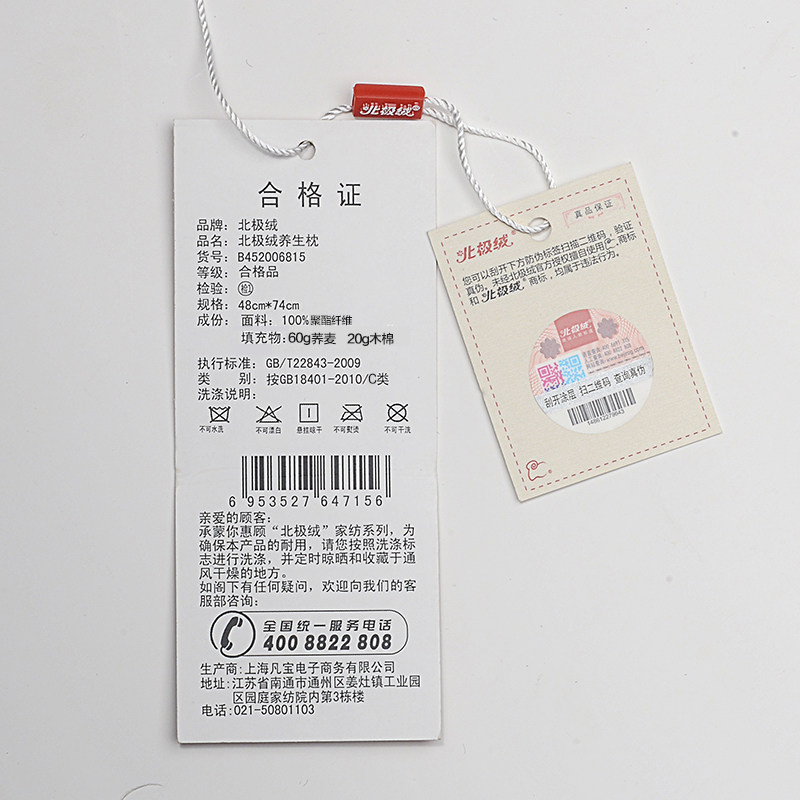 北极绒
合格证
品牌：北极绒
品名：北极绒养生枕
货号：B452006815
等级：合格品
检验：检1
规格：48cm*74cm
成份：面料：100%聚酯纤维
填充物：60g荞麦 20g木棉
执行标准：GB/T22843-2009
类 别：按GB18401-2010/C类
洗涤说明：
不可水洗 不可漂白 悬挂晾干 不可熨烫 不可干洗
6 953527 647156
亲爱的顾客：
承蒙你惠顾“北极绒”家纺系列，为
确保本产品的耐用，请您按照洗涤标
志进行洗涤，并定时晾晒和收藏于通
风干燥的地方。
如阁下有任何疑问，欢迎向我们的客
服部咨询：
全国统一服务电话
400 8822 808
生产商：上海凡宝电子商务有限公司
地址：江苏省南通市通州区姜灶镇工业园
区园庭家纺院内第3栋楼
电话：021-50801103
真品保证
北极绒®
您可以刮开下方防伪标签扫描二维码，验证
真伪。未经北极绒官方授权擅自使用，商标
和北极绒®商标，均属于违法行为。
北极绒
刮开涂层 扫二维码 查询真伪